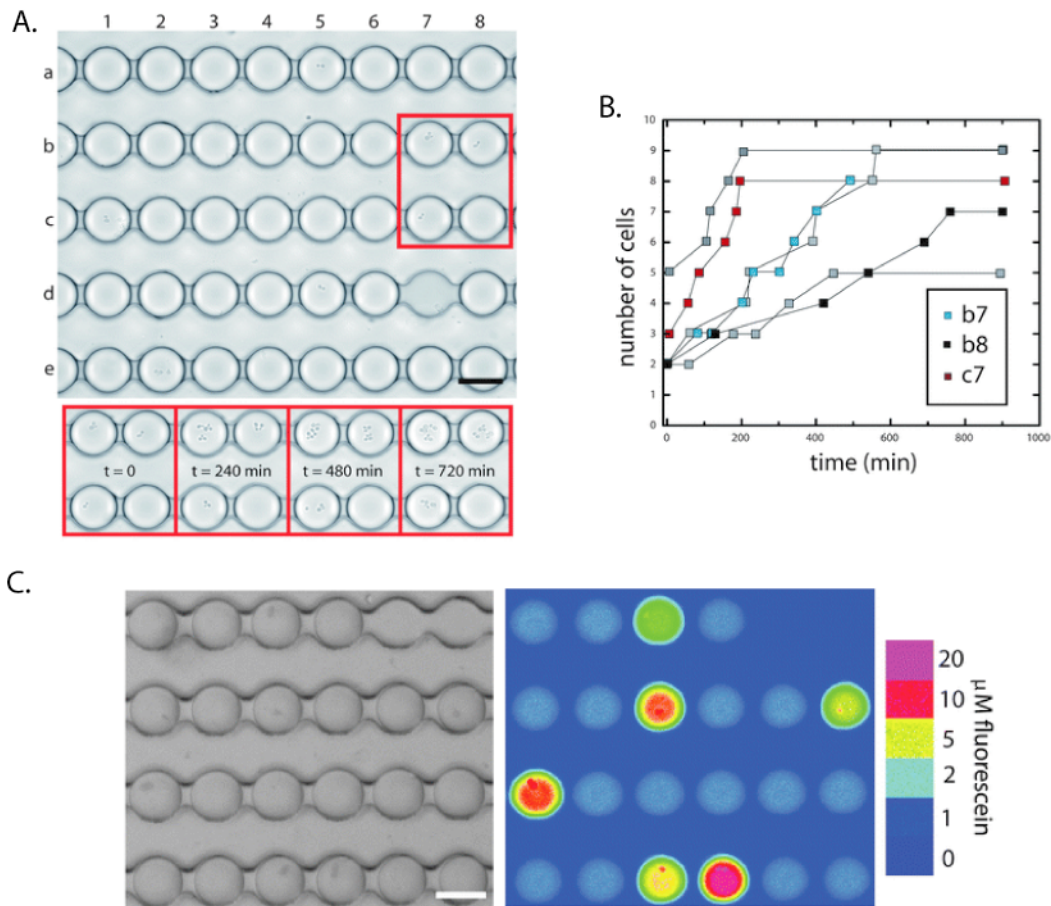 A.
1 2 3 4 5 6 7 8
a
b
c
d
e
t = 0 t = 240 min t = 480 min t = 720 min
B.
10
9
8
7
6
5
4
3
2
1
0
number of cells
0 200 400 600 800 1000
time (min)
b7
b8
c7
C.
20
10
5
2
1
0
μM fluorescein